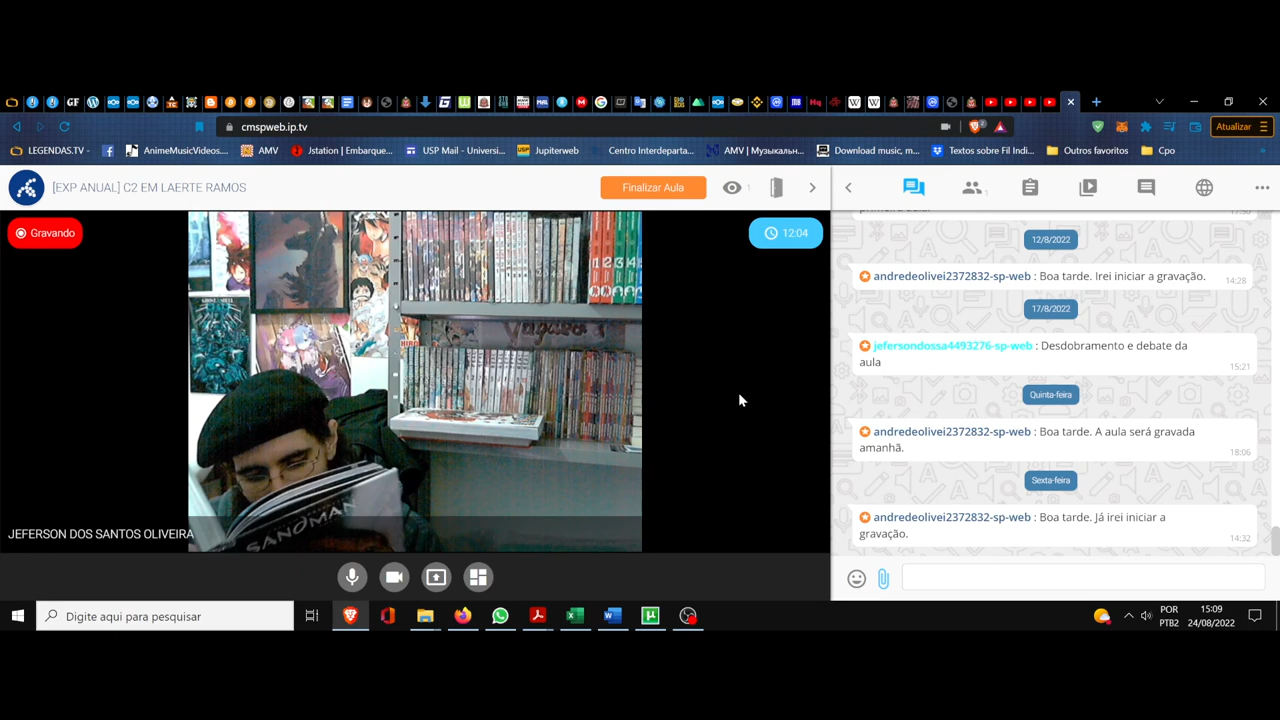 cmspweb.ip.tv
Atualizar
LEGENDAS.TV -
AnimeMusicVideos...
AMV
Jstation | Embarque...
USP Mail - Universi...
Jupiterweb
Centro Interdeparta...
AMV | Музыкальн...
Download music, m...
Textos sobre Fil Indi...
Outros favoritos
Cpo
[EXP ANUAL] C2 EM LAERTE RAMOS
Finalizar Aula
1
1
Gravando
12:04
SANDMAN
JEFERSON DOS SANTOS OLIVEIRA
12/8/2022
andredeolivei2372832-sp-web : Boa tarde. Irei iniciar a gravação.
14:28
17/8/2022
jefersondossa4493276-sp-web : Desdobramento e debate da
aula
15:21
Quinta-feira
andredeolivei2372832-sp-web : Boa tarde. A aula será gravada
amanhã.
18:06
Sexta-feira
andredeolivei2372832-sp-web : Boa tarde. Já irei iniciar a
gravação.
14:32
Digite aqui para pesquisar
POR
PTB2
15:09
24/08/2022